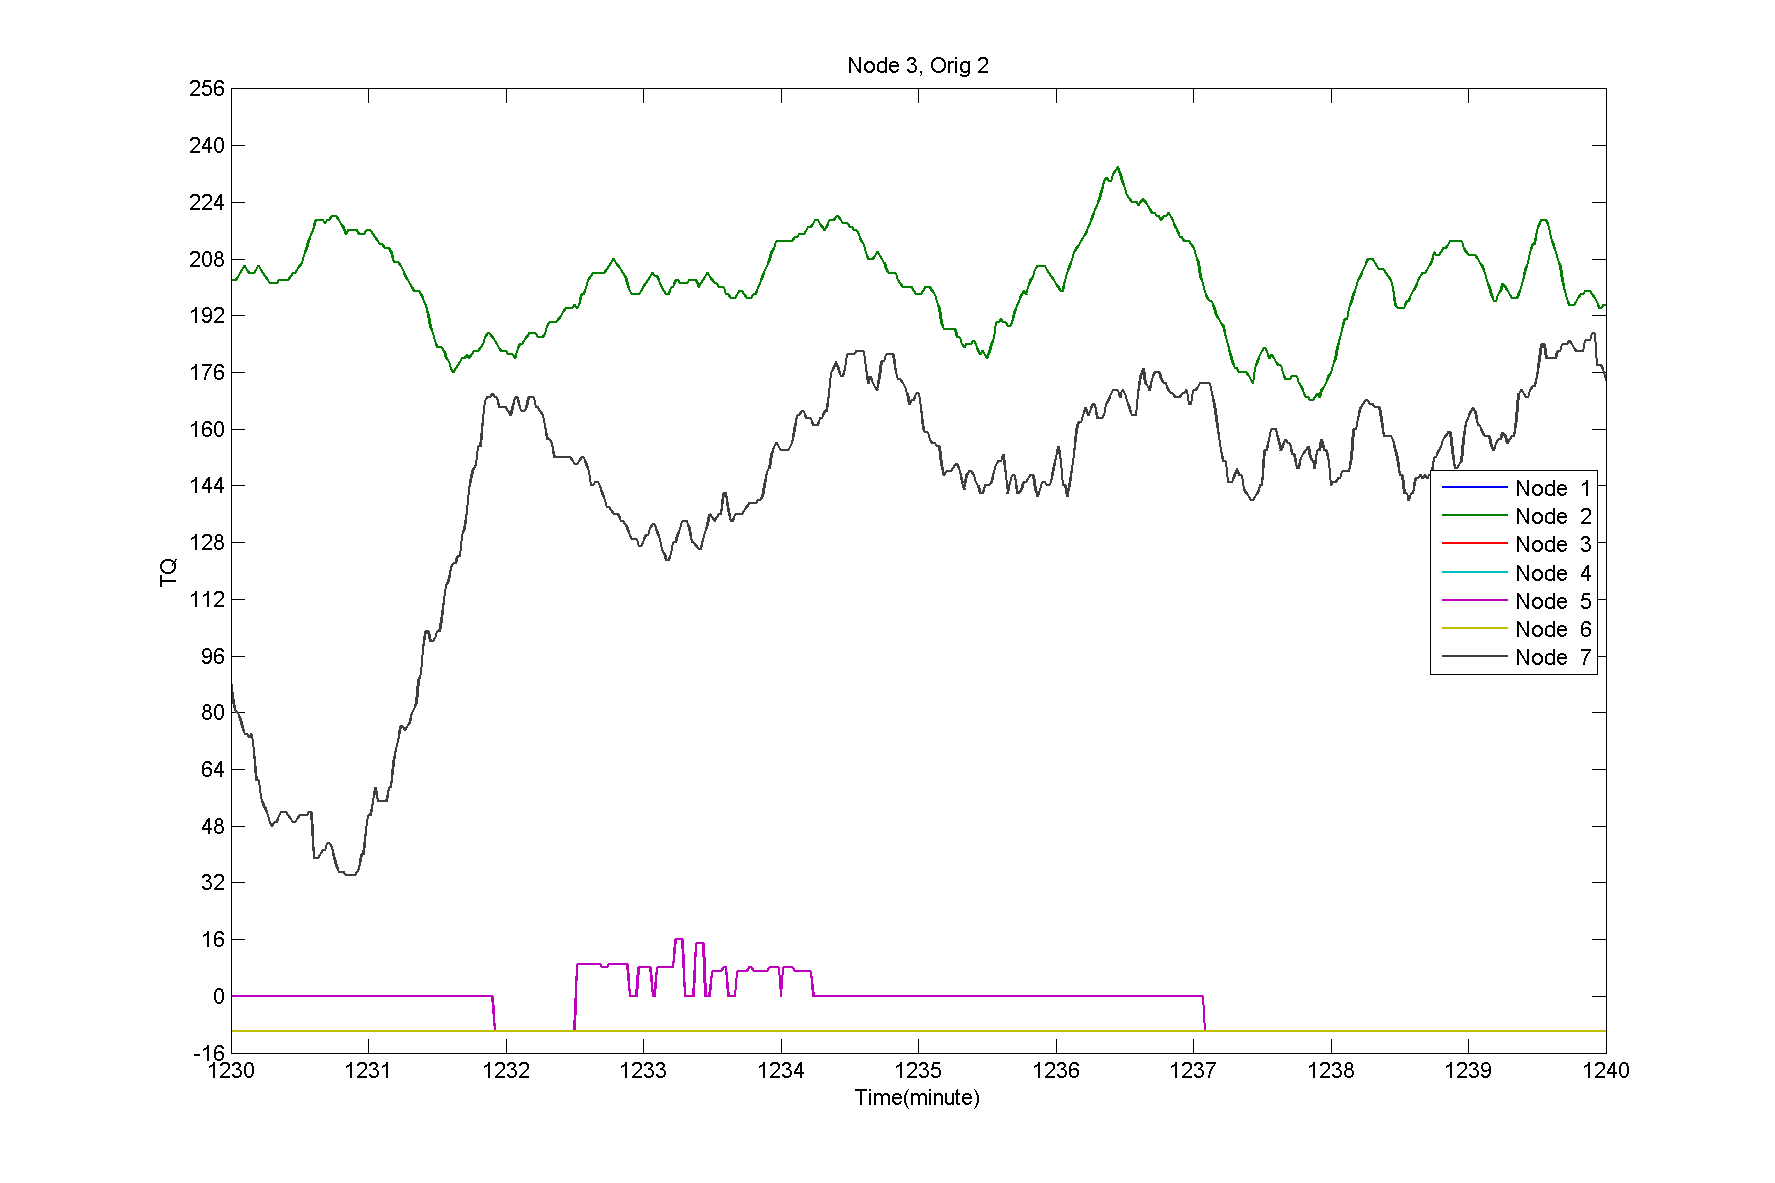 Node 3, Orig 2
256
240
224
208
192
176
160
144
128
112
96
80
64
48
32
16
0
-16
TQ
Node 1
Node 2
Node 3
Node 4
Node 5
Node 6
Node 7
1230 1231 1232 1233 1234 1235 1236 1237 1238 1239 1240
Time(minute)